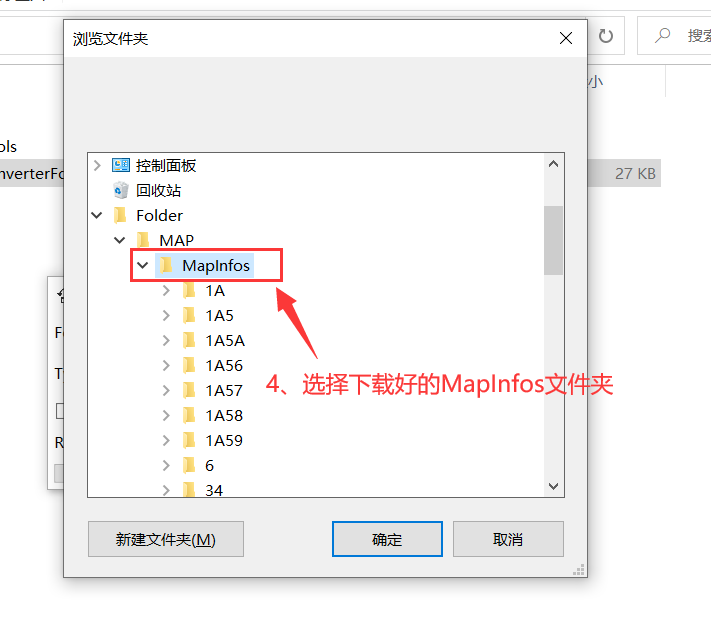 浏览文件夹
搜索
小
ols
nverterFo
27 KB
控制面板
回收站
Folder
MAP
MapInfos
1A
1A5
1A5A
1A56
1A57
1A58
1A59
6
34
4、选择下载好的MapInfos文件夹
新建文件夹(M)
确定
取消